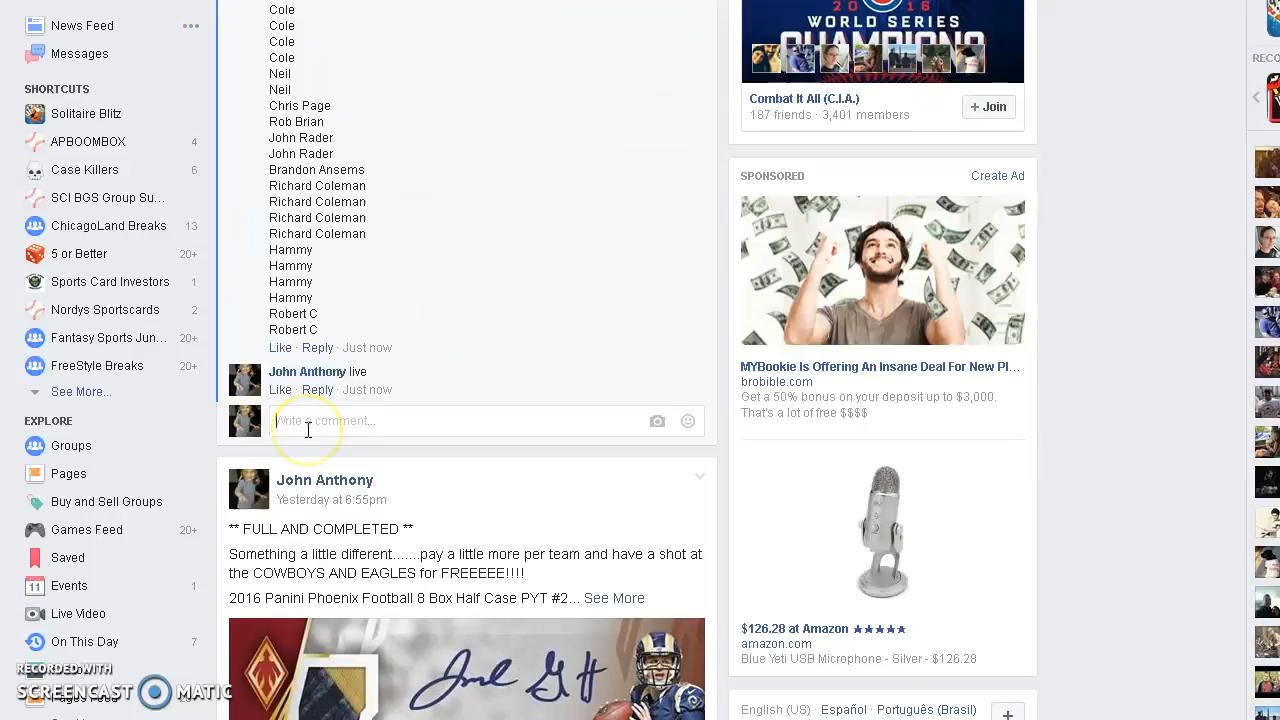 News Feed
Messa
SHORTCUTS
APBOOMBOX 4
Case Killers 6
SCI BCS Group Su...
ChicagoLand Breaks
5 or Better 20+
Sports Card Investors
Nordys Sportscards 2
Fantasy Sports Jun... 20+
FreeStyle Breaks 20+
EXPLORE
Groups
Pages
Buy and Sell Groups
Games Feed 20+
Saved
Events 1
Live Video
On This Day
RECORDED WITH
SCREENCAST MATIC
Cole
Cole
Cole
Cole
Neil
Neil
Chris Page
Rob Brian
John Rader
John Rader
Brandon Ansems
Richard Coleman
Richard Coleman
Richard Coleman
Richard Coleman
Hammy
Hammy
Hammy
Hammy
Robert C
Robert C
Like · Reply · Just now
John Anthony live
Like · Reply · Just now
Write a comment...
John Anthony
Yesterday at 6:55pm
** FULL AND COMPLETED **
Something a little different.......pay a little more per team and have a shot at
the COWBOYS AND EAGLES for FREEEEE!!!!
2016 Panini Phoenix Football 8 Box Half Case PYT #... See More
2016
WORLD SERIES
CHAMPIONS
Combat It All (C.I.A.)
187 friends · 3,401 members
+ Join
SPONSORED
Create Ad
MYBookie Is Offering An Insane Deal For New Pl...
brobible.com
Get a 50% bonus on your deposit up to $3,000.
That's a lot of free $$$$
$126.28 at Amazon ★★★★★
amazon.com
Blue Yeti USB Microphone - Silver - $126.28
English (US) · Español · Português (Brasil)
+
RECO